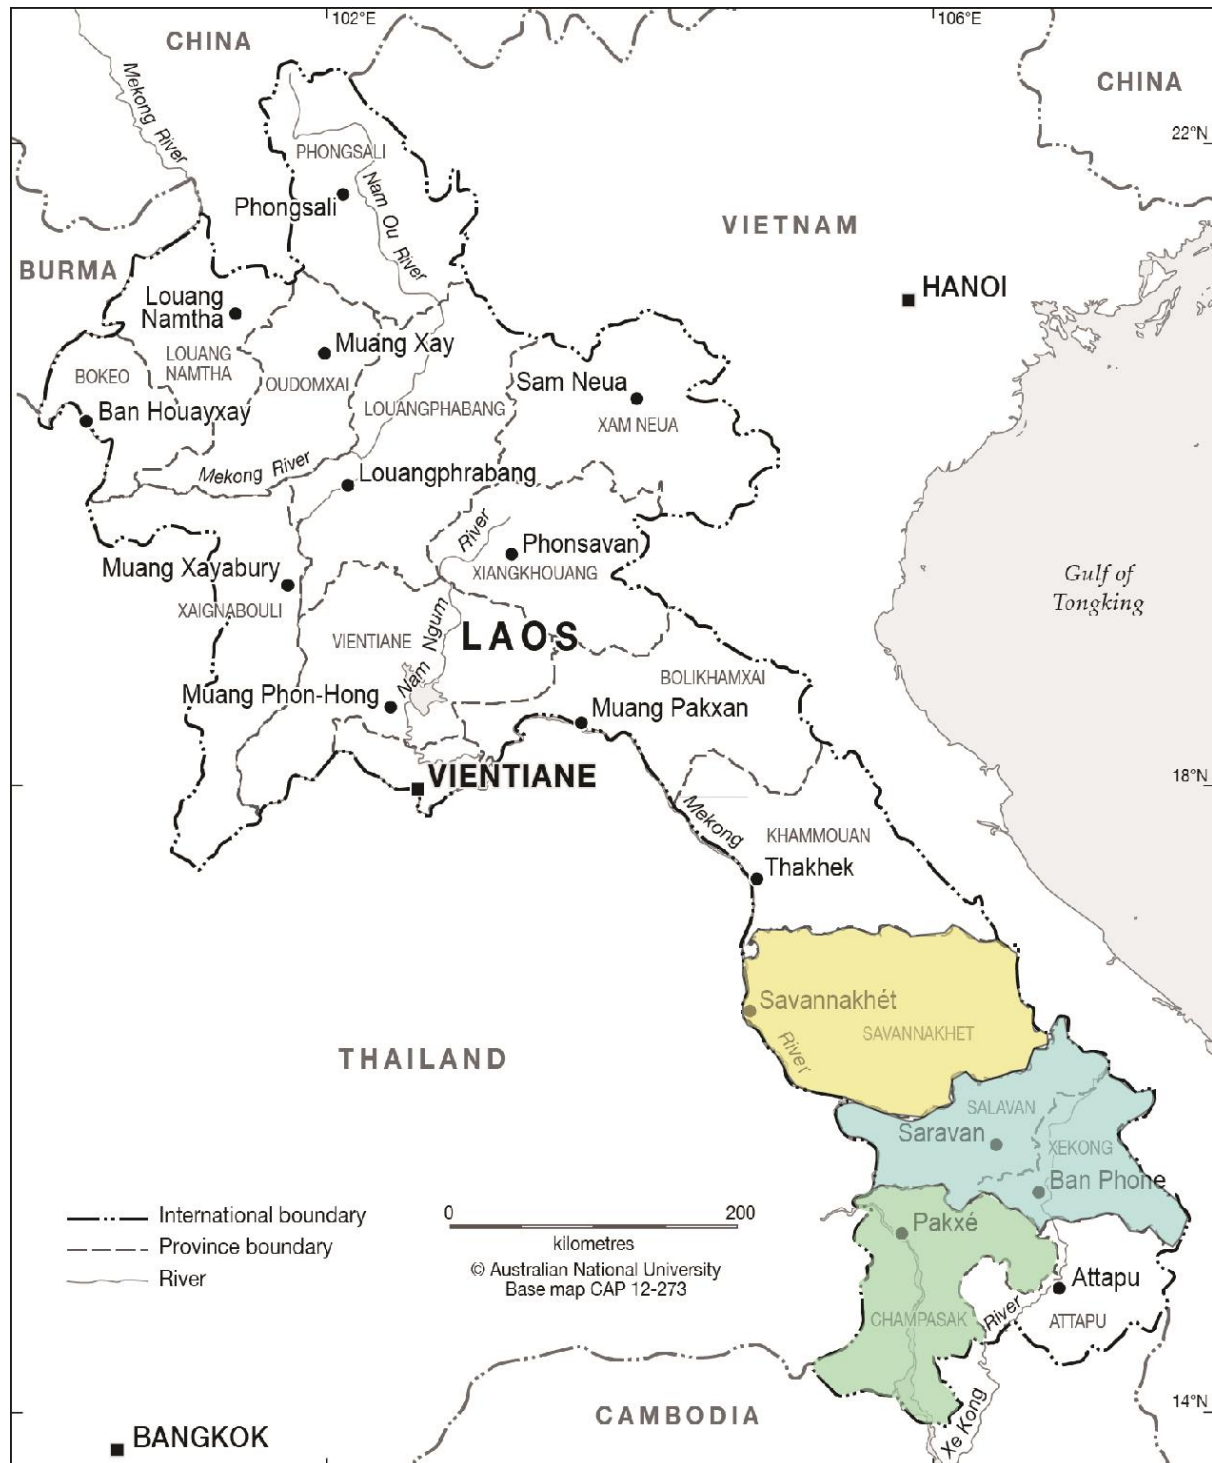 102°E
106°E
CHINA
CHINA
Mekong River
22°N
PHONGSALI
Phongsali
Nam Ou River
VIETNAM
BURMA
HANOI
Louang
Namtha
Muang Xay
LOUANG
NAMTHA
BOKEO
OUDOMXAI
Sam Neua
Ban Houayxay
LOUANGPHABANG
XAM NEUA
Mekong River
Louangphrabang
River
Phonsavan
Muang Xayabury
XIANGKHOUANG
Gulf of
Tongking
XAIGNABOULI
VIENTIANE
Nam Ngum
LAOS
BOLIKHAMXAI
Muang Phon-Hong
Muang Pakxan
VIENTIANE
18°N
Mekong
KHAMMOUAN
Thakhek
Savannakhét
SAVANNAKHET
River
THAILAND
SALAVAN
Saravan
XEKONG
Ban Phone
International boundary
Province boundary
River
0
200
kilometres
© Australian National University
Base map CAP 12-273
Pakxé
Attapu
River
CHAMPASAK
ATTAPU
Xe Kong
14°N
CAMBODIA
BANGKOK